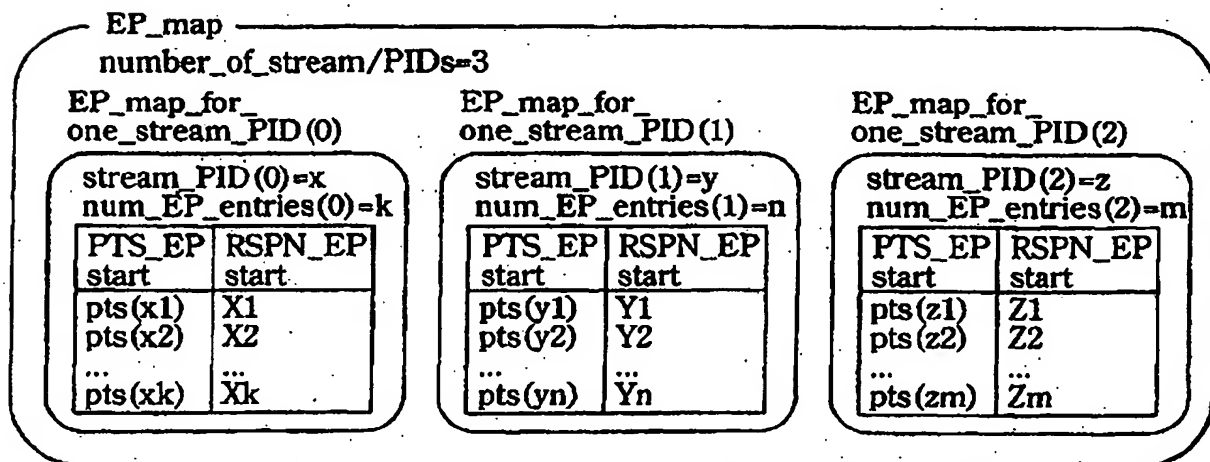 EP_map
number_of_stream/PIDs=3
EP_map_for_
one_stream_PID(0)
stream_PID(0)=x
num_EP_entries(0)=k
PTS_EP RSPN_EP
start start
pts(x1) X1
pts(x2) X2
... ...
pts(xk) Xk
EP_map_for_
one_stream_PID(1)
stream_PID(1)=y
num_EP_entries(1)=n
PTS_EP RSPN_EP
start start
pts(y1) Y1
pts(y2) Y2
... ...
pts(yn) Yn
EP_map_for_
one_stream_PID(2)
stream_PID(2)=z
num_EP_entries(2)=m
PTS_EP RSPN_EP
start start
pts(z1) Z1
pts(z2) Z2
... ...
pts(zm) Zm